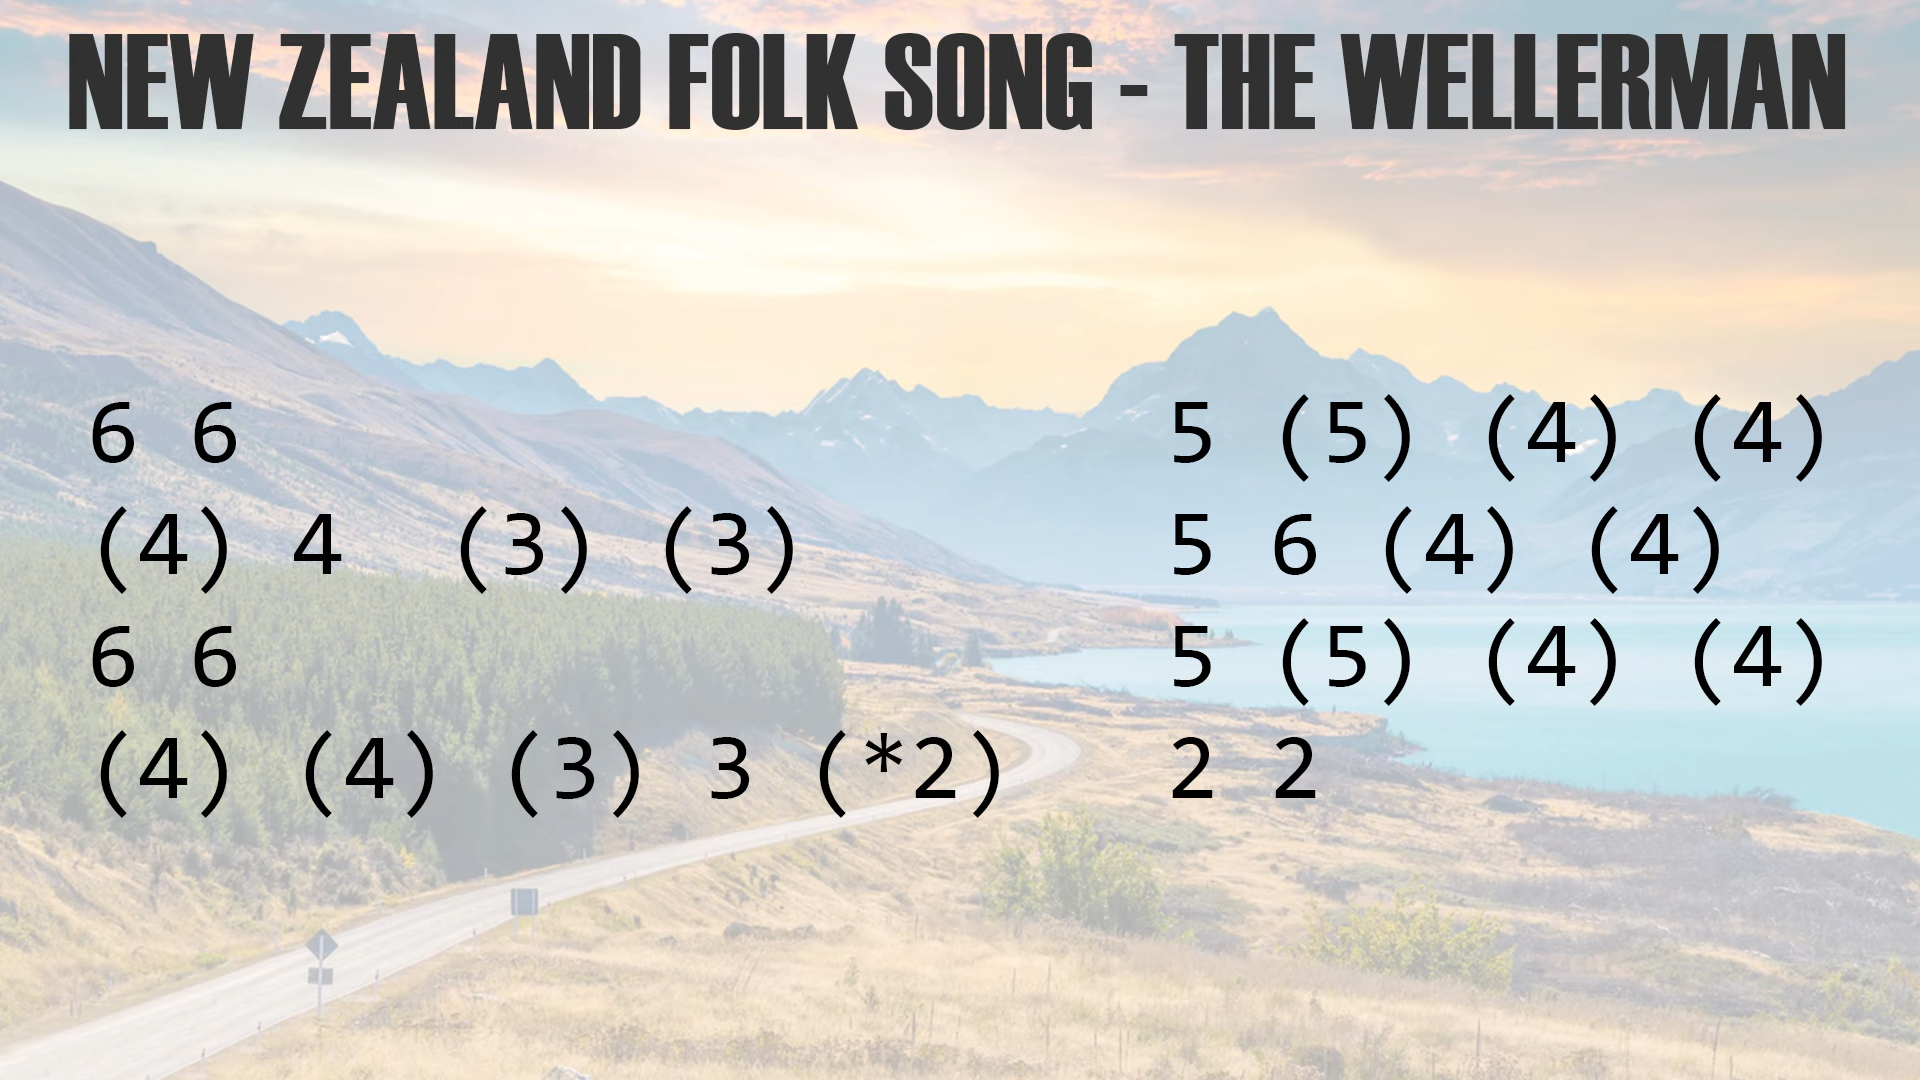 NEW ZEALAND FOLK SONG - THE WELLERMAN
6 6
(4) 4 (3) (3)
6 6
(4) (4) (3) 3 (*2)
5 (5) (4) (4)
5 6 (4) (4)
5 (5) (4) (4)
2 2